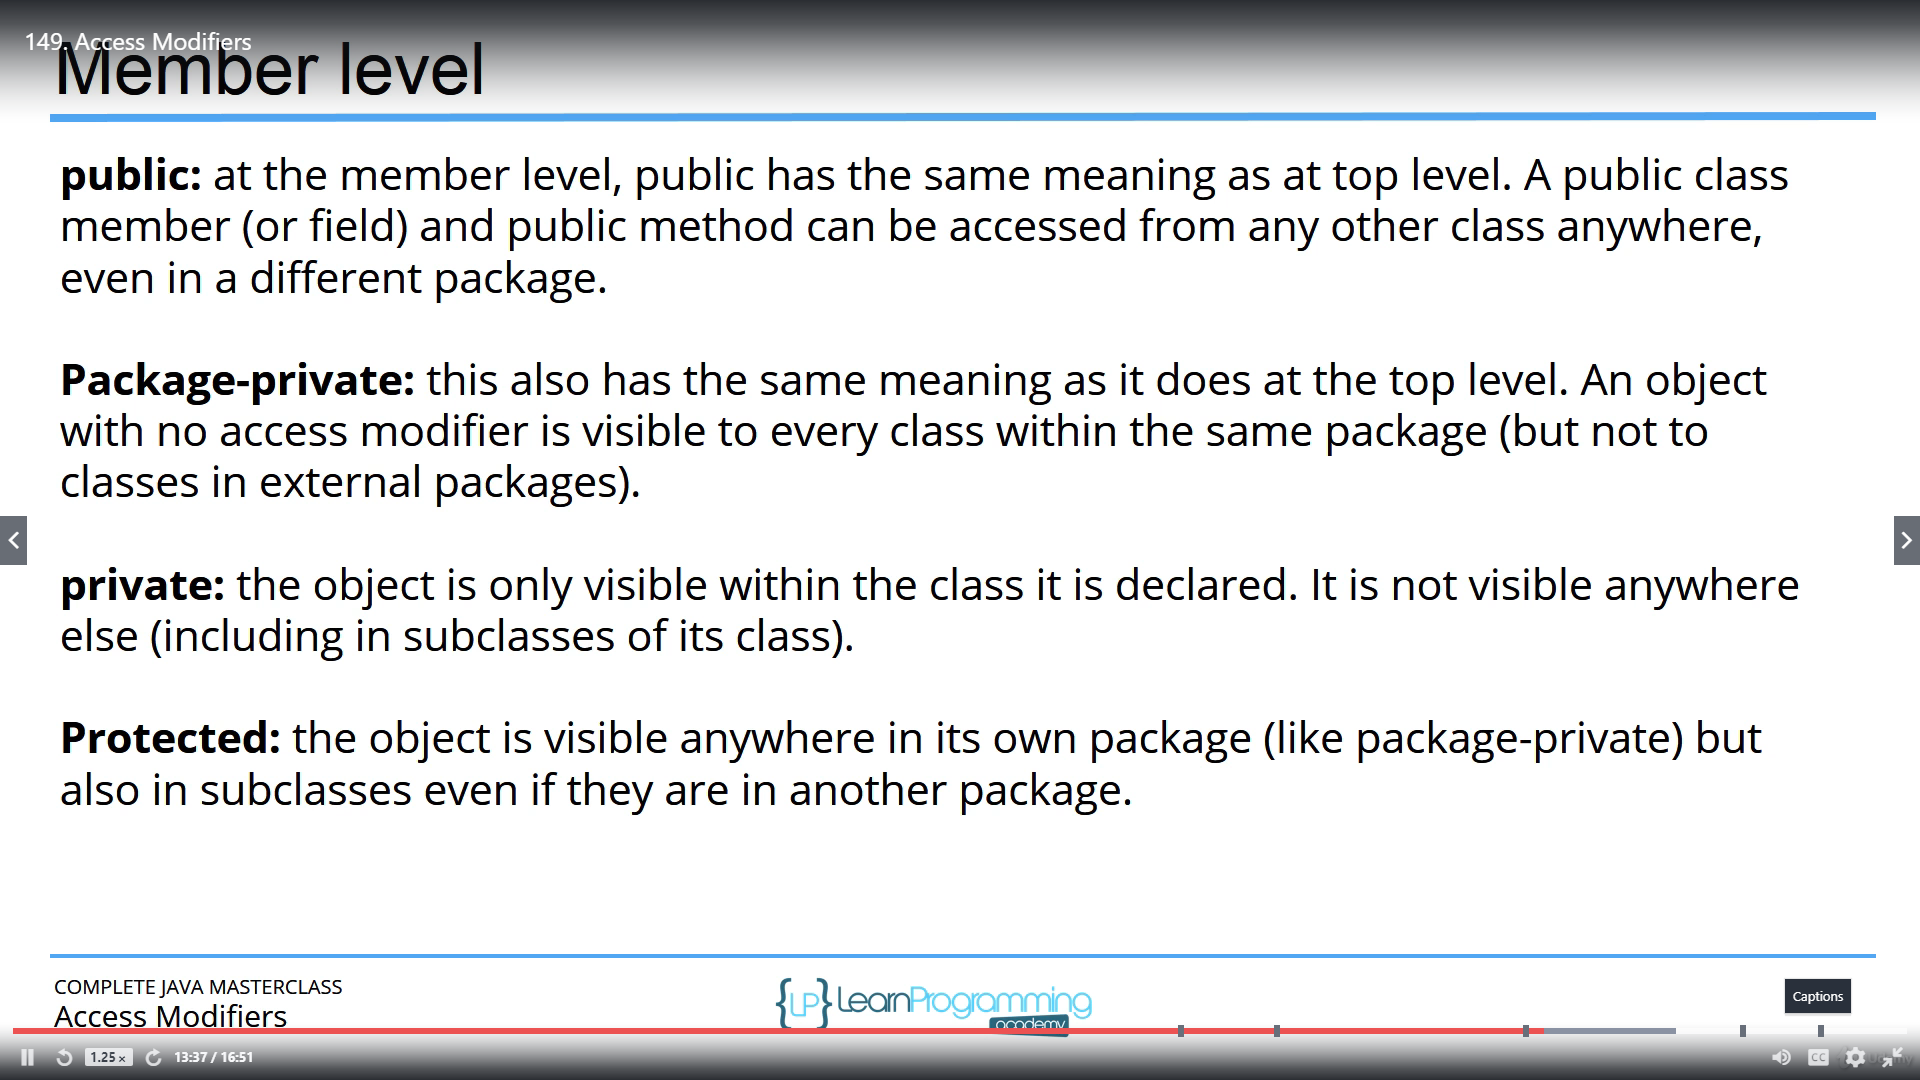 149. Access Modifiers
Member level
public: at the member level, public has the same meaning as at top level. A public class
member (or field) and public method can be accessed from any other class anywhere,
even in a different package.
Package-private: this also has the same meaning as it does at the top level. An object
with no access modifier is visible to every class within the same package (but not to
classes in external packages).
private: the object is only visible within the class it is declared. It is not visible anywhere
else (including in subclasses of its class).
Protected: the object is visible anywhere in its own package (like package-private) but
also in subclasses even if they are in another package.
COMPLETE JAVA MASTERCLASS
Access Modifiers
{LP} LearnProgramming
academy
Captions
1.25 x
13:37 / 16:51
CC